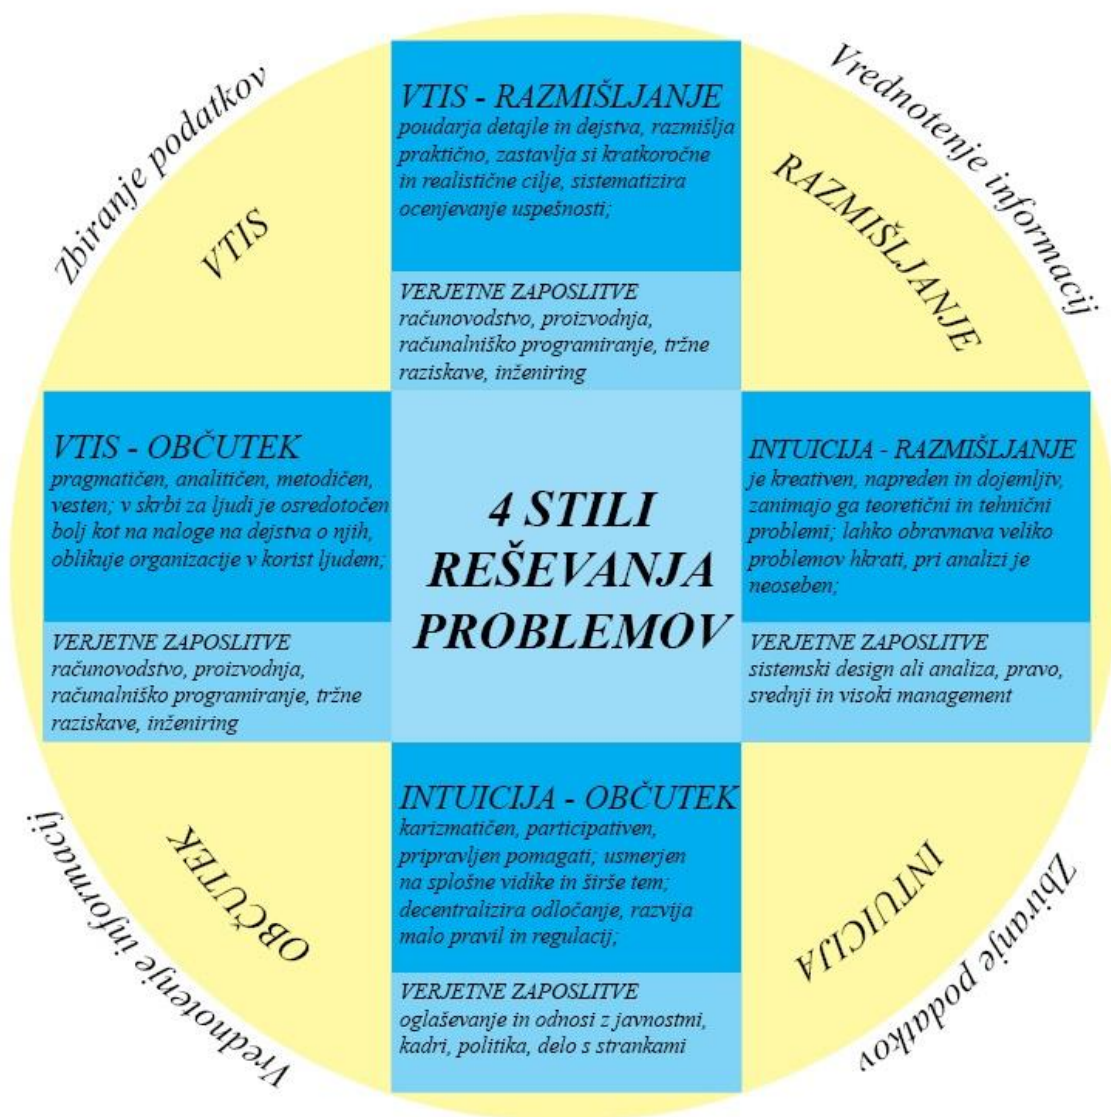 Zbiranje podatkov
VTIS
VTIS - RAZMIŠLJANJE
poudarja detajle in dejstva, razmišlja
praktično, zastavlja si kratkoročne
in realistične cilje, sistematizira
ocenjevanje uspešnosti;
VERJETNE ZAPOSLITVE
računovodstvo, proizvodnja,
računalniško programiranje, tržne
raziskave, inženiring
Vrednotenje informacij
RAZMIŠLJANJE
VTIS - OBČUTEK
pragmatičen, analitičen, metodičen,
vesten; v skrbi za ljudi je osredotočen
bolj kot na naloge na dejstva o njih,
oblikuje organizacije v korist ljudem;
VERJETNE ZAPOSLITVE
računovodstvo, proizvodnja,
računalniško programiranje, tržne
raziskave, inženiring
4 STILI
REŠEVANJA
PROBLEMOV
INTUICIJA - RAZMIŠLJANJE
je kreativen, napreden in dojemljiv,
zanimajo ga teoretični in tehnični
problemi; lahko obravnava veliko
problemov hkrati, pri analizi je
neoseben;
VERJETNE ZAPOSLITVE
sistemski design ali analiza, pravo,
srednji in visoki management
Vrednotenje informacij
OBČUTEK
INTUICIJA - OBČUTEK
karizmatičen, participativen,
pripravljen pomagati; usmerjen
na splošne vidike in širše tem;
decentralizira odločanje, razvija
malo pravil in regulacij;
VERJETNE ZAPOSLITVE
oglaševanje in odnosi z javnostmi,
kadri, politika, delo s strankami
INTUICIJA
Zbiranje podatkov